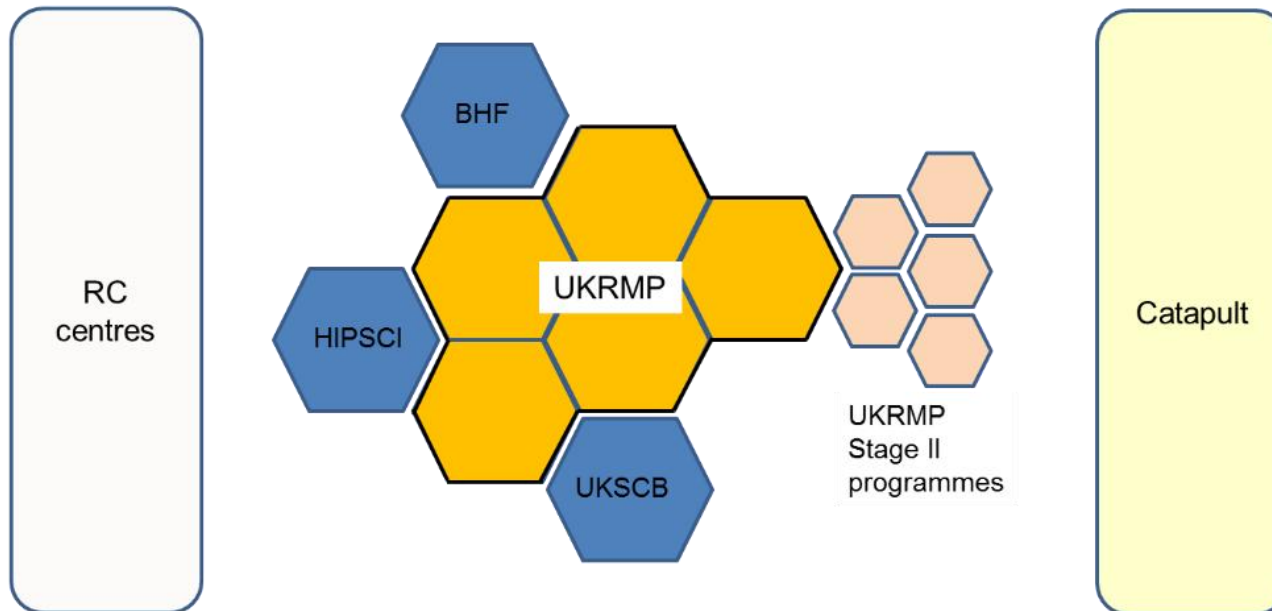 RC
centres
BHF
HIPSCI
UKRMP
UKSCB
UKRMP
Stage II
programmes
Catapult